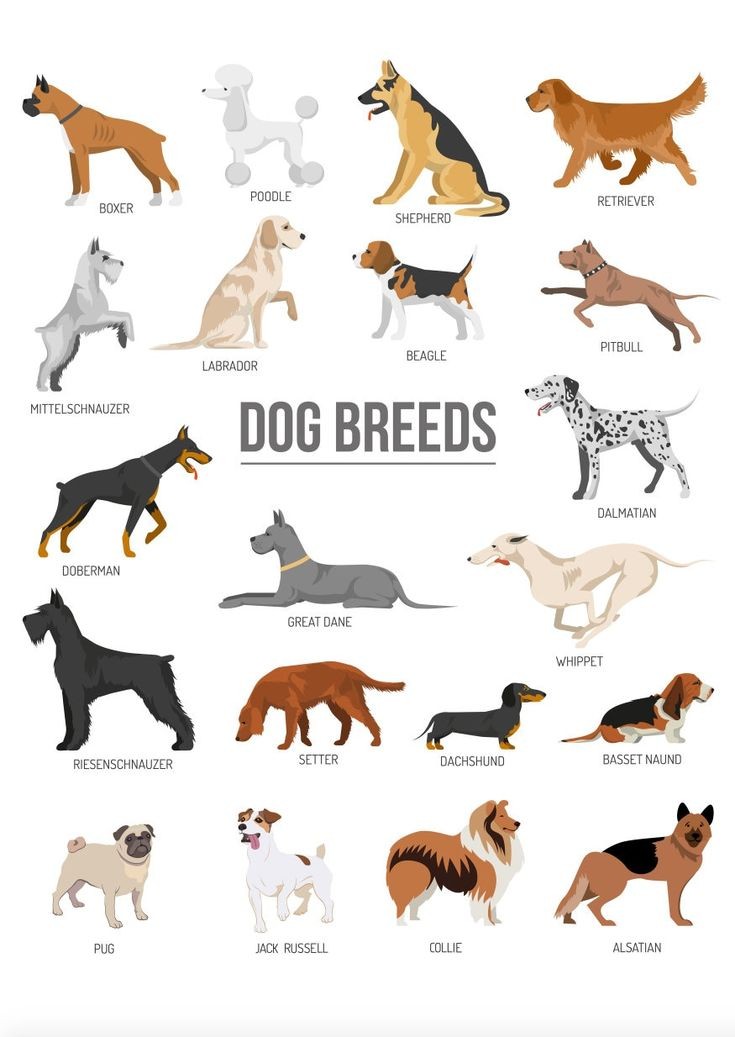 BOXER
POODLE
SHEPHERD
RETRIEVER
MITTELSCHNAUZER
LABRADOR
BEAGLE
PITBULL
DOG BREEDS
DALMATIAN
DOBERMAN
GREAT DANE
WHIPPET
RIESENSCHNAUZER
SETTER
DACHSHUND
BASSET NAUND
PUG
JACK RUSSELL
COLLIE
ALSATIAN